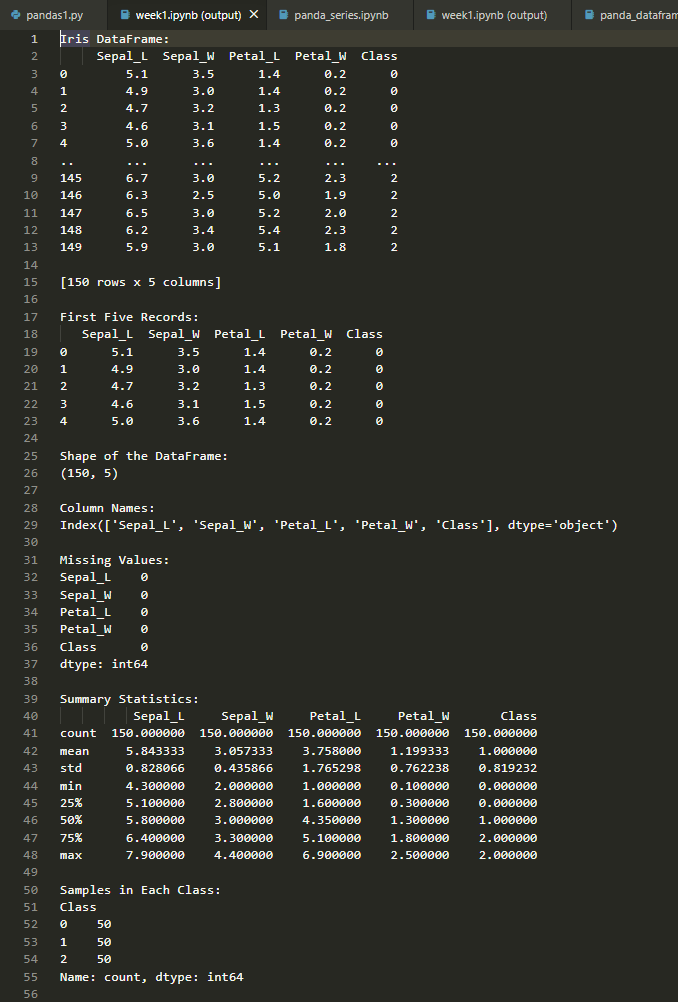 pandas1.py week1.ipynb (output) × panda_series.ipynb week1.ipynb (output) panda_datafram
1 Iris DataFrame:
2      Sepal_L  Sepal_W  Petal_L  Petal_W  Class
3 0        5.1      3.5      1.4      0.2      0
4 1        4.9      3.0      1.4      0.2      0
5 2        4.7      3.2      1.3      0.2      0
6 3        4.6      3.1      1.5      0.2      0
7 4        5.0      3.6      1.4      0.2      0
8 ..       ...      ...      ...      ...    ...
9 145      6.7      3.0      5.2      2.3      2
10 146      6.3      2.5      5.0      1.9      2
11 147      6.5      3.0      5.2      2.0      2
12 148      6.2      3.4      5.4      2.3      2
13 149      5.9      3.0      5.1      1.8      2
14
15 [150 rows x 5 columns]
16
17 First Five Records:
18    Sepal_L  Sepal_W  Petal_L  Petal_W  Class
19 0      5.1      3.5      1.4      0.2      0
20 1      4.9      3.0      1.4      0.2      0
21 2      4.7      3.2      1.3      0.2      0
22 3      4.6      3.1      1.5      0.2      0
23 4      5.0      3.6      1.4      0.2      0
24
25 Shape of the DataFrame:
26 (150, 5)
27
28 Column Names:
29 Index(['Sepal_L', 'Sepal_W', 'Petal_L', 'Petal_W', 'Class'], dtype='object')
30
31 Missing Values:
32 Sepal_L    0
33 Sepal_W    0
34 Petal_L    0
35 Petal_W    0
36 Class      0
37 dtype: int64
38
39 Summary Statistics:
40           Sepal_L     Sepal_W     Petal_L     Petal_W       Class
41 count  150.000000  150.000000  150.000000  150.000000  150.000000
42 mean     5.843333    3.057333    3.758000    1.199333    1.000000
43 std      0.828066    0.435866    1.765298    0.762238    0.819232
44 min      4.300000    2.000000    1.000000    0.100000    0.000000
45 25%      5.100000    2.800000    1.600000    0.300000    0.000000
46 50%      5.800000    3.000000    4.350000    1.300000    1.000000
47 75%      6.400000    3.300000    5.100000    1.800000    2.000000
48 max      7.900000    4.400000    6.900000    2.500000    2.000000
49
50 Samples in Each Class:
51 Class
52 0    50
53 1    50
54 2    50
55 Name: count, dtype: int64
56